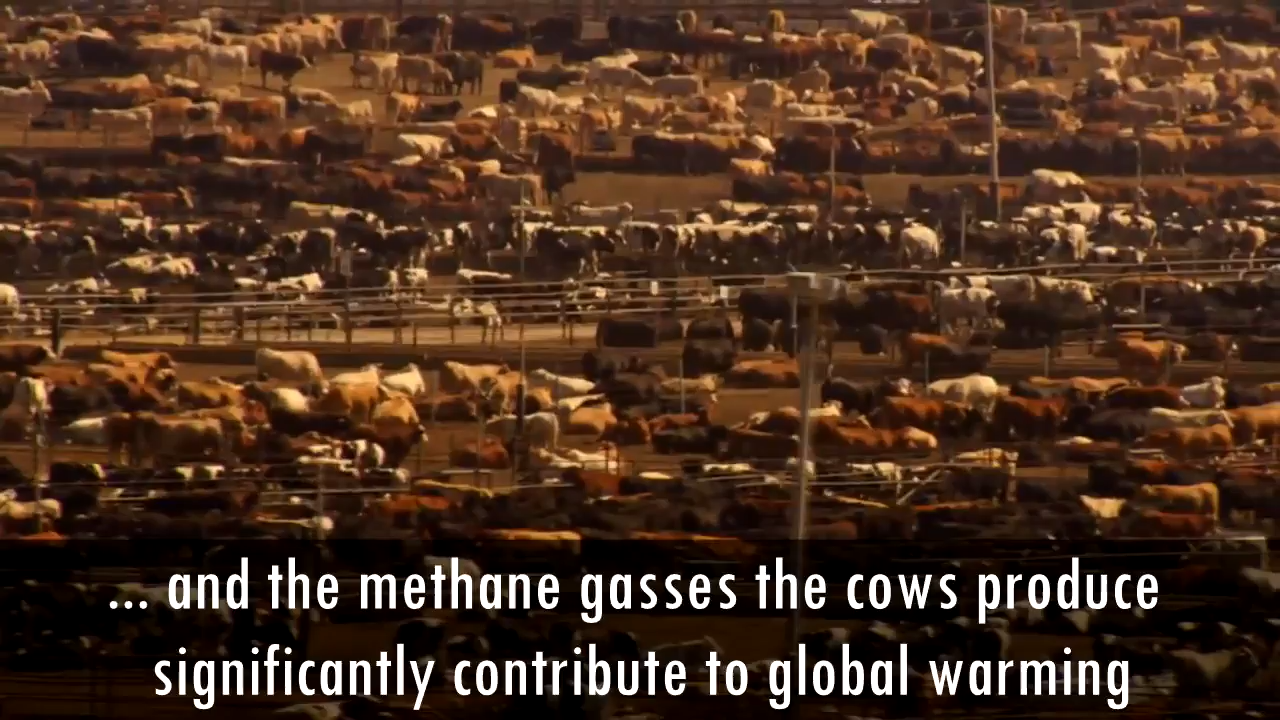 ... and the methane gasses the cows produce
significantly contribute to global warming